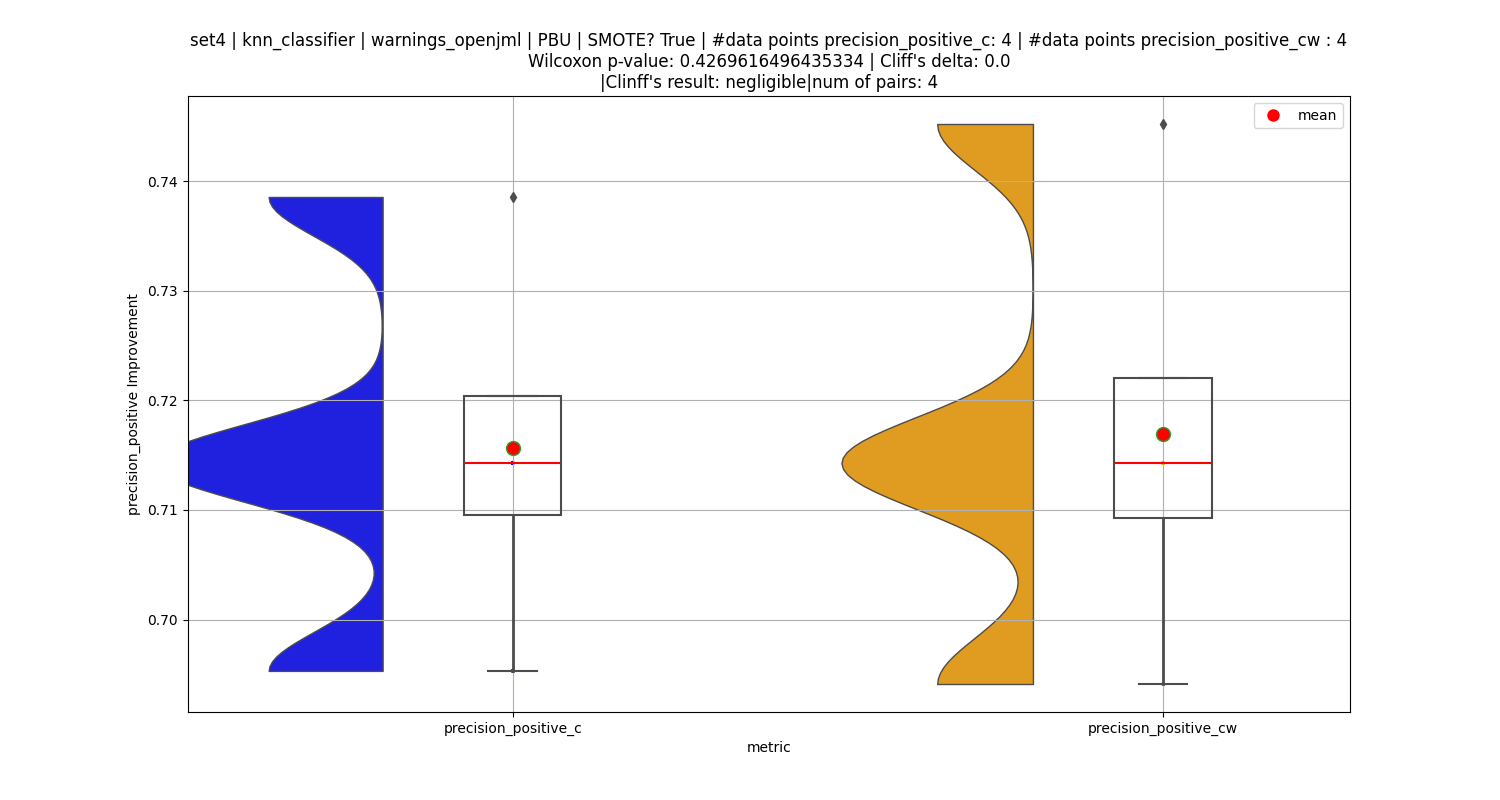 set4 | knn_classifier | warnings_openjml | PBU | SMOTE? True | #data points precision_positive_c: 4 | #data points precision_positive_cw : 4
Wilcoxon p-value: 0.4269616496435334 | Cliff's delta: 0.0
|Clinff's result: negligible|num of pairs: 4
mean
0.74
0.73
0.72
0.71
0.70
precision_positive Improvement
precision_positive_c
precision_positive_cw
metric